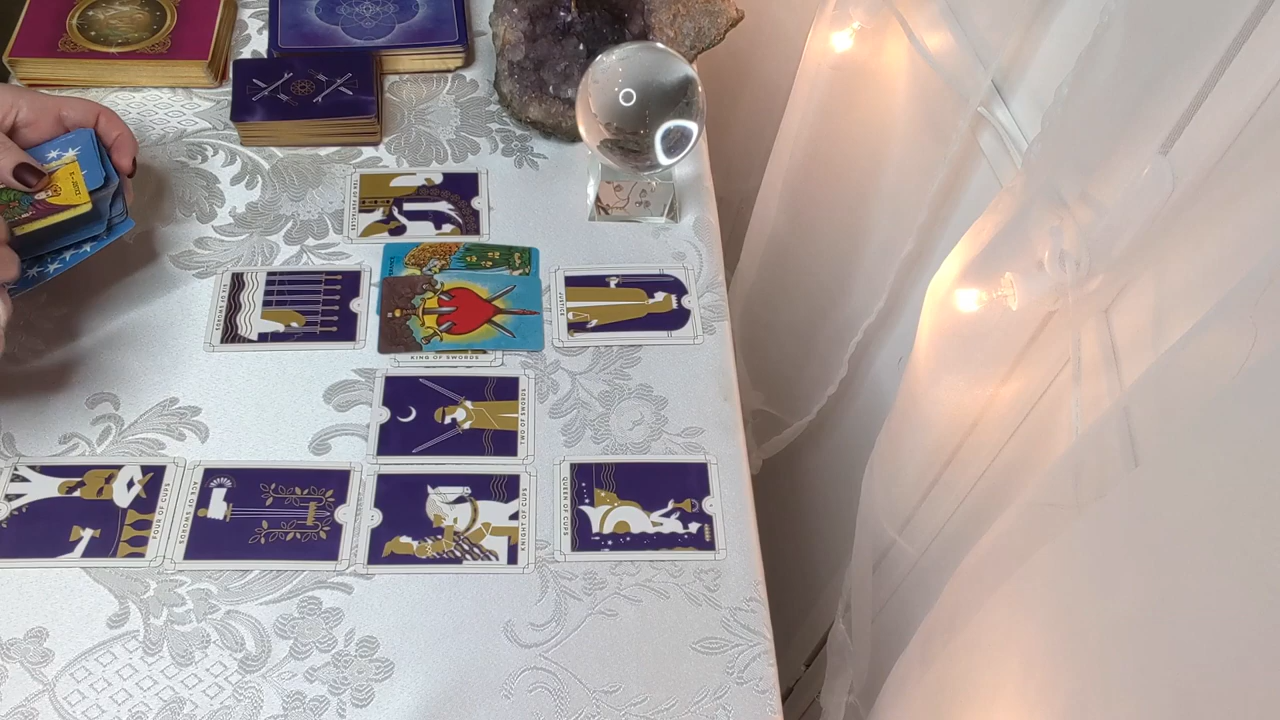 X · JUSTICE
TEN OF PENTACLES
SIX OF SWORDS
JUSTICE
KING OF SWORDS
TWO OF SWORDS
FOUR OF CUPS
ACE OF SWORDS
KNIGHT OF CUPS
QUEEN OF CUPS